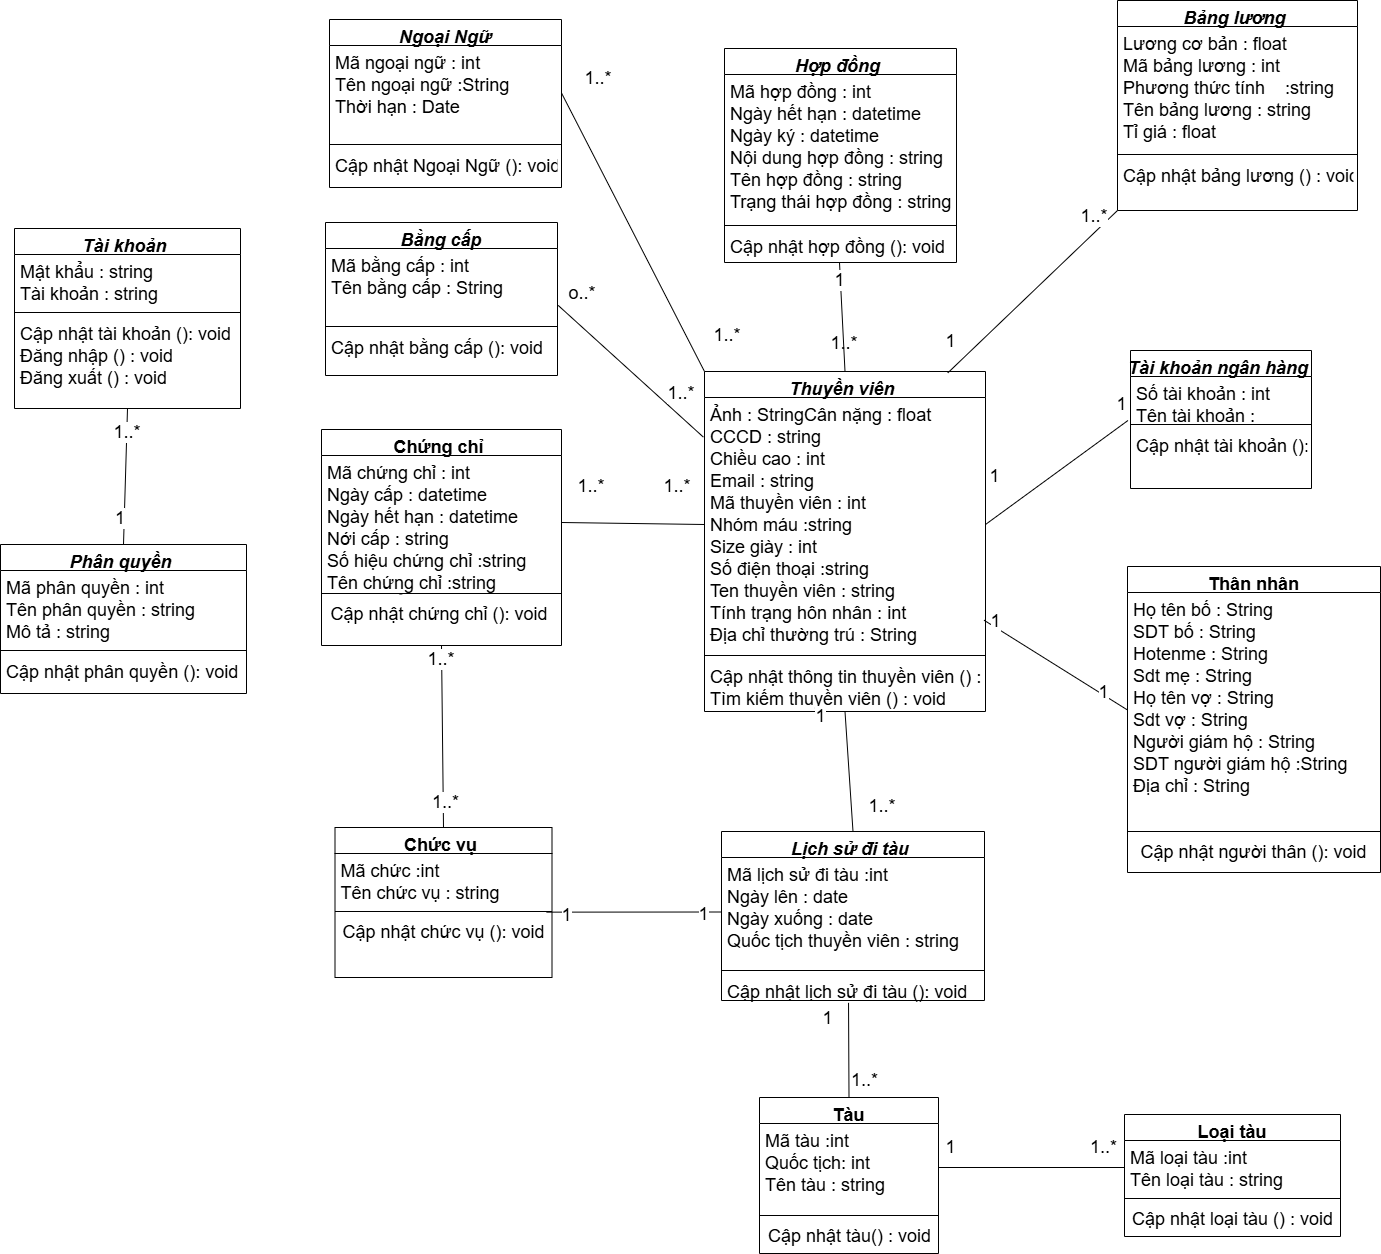 Ngoại Ngữ
Mã ngoại ngữ : int
Tên ngoại ngữ :String
Thời hạn : Date
Cập nhật Ngoại Ngữ (): void
1..*
1..*
Hợp đồng
Mã hợp đồng : int
Ngày hết hạn : datetime
Ngày ký : datetime
Nội dung hợp đồng : string
Tên hợp đồng : string
Trạng thái hợp đồng : string
Cập nhật hợp đồng (): void
1
1..*
Bảng lương
Lương cơ bản : float
Mã bảng lương : int
Phương thức tính :string
Tên bảng lương : string
Tỉ giá : float
Cập nhật bảng lương () : void
1..*
1
Tài khoản
Mật khẩu : string
Tài khoản : string
Cập nhật tài khoản (): void
Đăng nhập () : void
Đăng xuất () : void
1..*
1
Bằng cấp
Mã bằng cấp : int
Tên bằng cấp : String
Cập nhật bằng cấp (): void
o..*
1..*
Tài khoản ngân hàng
Số tài khoản : int
Tên tài khoản :
Cập nhật tài khoản ():
1
1
Thuyền viên
Ảnh : StringCân nặng : float
CCCD : string
Chiều cao : int
Email : string
Mã thuyền viên : int
Nhóm máu :string
Size giày : int
Số điện thoại :string
Ten thuyền viên : string
Tính trạng hôn nhân : int
Địa chỉ thường trú : String
Cập nhật thông tin thuyền viên () :
Tìm kiếm thuyền viên () : void
Chứng chỉ
Mã chứng chỉ : int
Ngày cấp : datetime
Ngày hết hạn : datetime
Nới cấp : string
Số hiệu chứng chỉ :string
Tên chứng chỉ :string
Cập nhật chứng chỉ (): void
1..*
1..*
1..*
1..*
Phân quyền
Mã phân quyền : int
Tên phân quyền : string
Mô tả : string
Cập nhật phân quyền (): void
Thân nhân
Họ tên bố : String
SDT bố : String
Hotenme : String
Sdt mẹ : String
Họ tên vợ : String
Sdt vợ : String
Người giám hộ : String
SDT người giám hộ :String
Địa chỉ : String
Cập nhật người thân (): void
1
1
1
1..*
Chức vụ
Mã chức :int
Tên chức vụ : string
Cập nhật chức vụ (): void
1
1
Lịch sử đi tàu
Mã lịch sử đi tàu :int
Ngày lên : date
Ngày xuống : date
Quốc tịch thuyền viên : string
Cập nhật lịch sử đi tàu (): void
1
1..*
Tàu
Mã tàu :int
Quốc tịch: int
Tên tàu : string
Cập nhật tàu() : void
1
1..*
Loại tàu
Mã loại tàu :int
Tên loại tàu : string
Cập nhật loại tàu () : void